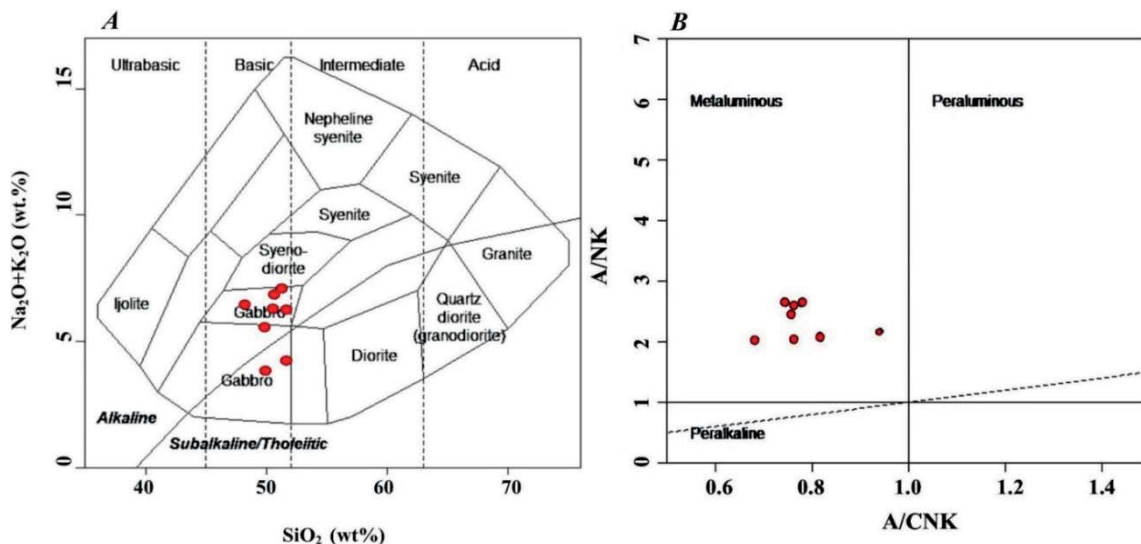 A
Ultrabasic
Basic
Intermediate
Acid
Nepheline
syenite
Syenite
Syenite
Syeno-
diorite
Granite
Ijolite
Gabbro
Quartz
diorite
(granodiorite)
Diorite
Gabbro
Alkaline
Subalkaline/Tholeiitic
15
10
5
0
Na₂O+K₂O (wt.%)
40
50
60
70
SiO₂ (wt%)
B
Metaluminous
Peraluminous
Peralkaline
7
6
5
4
3
2
1
0
A/NK
0.6
0.8
1.0
1.2
1.4
A/CNK